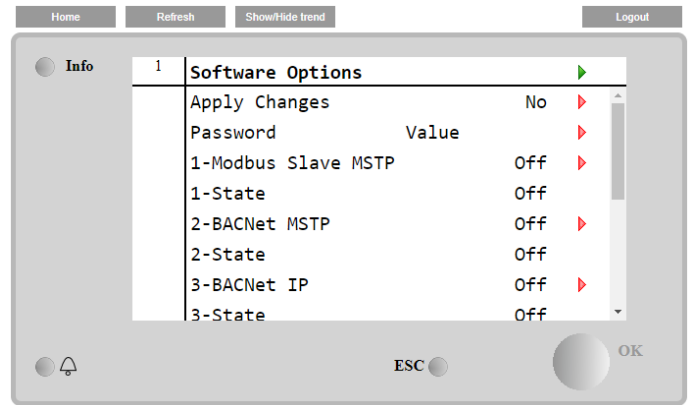 Home Refresh Show/Hide trend Logout
Info
1 Software Options
Apply Changes No
Password Value
1-Modbus Slave MSTP Off
1-State Off
2-BACNet MSTP Off
2-State Off
3-BACNet IP Off
3-State Off
ESC OK